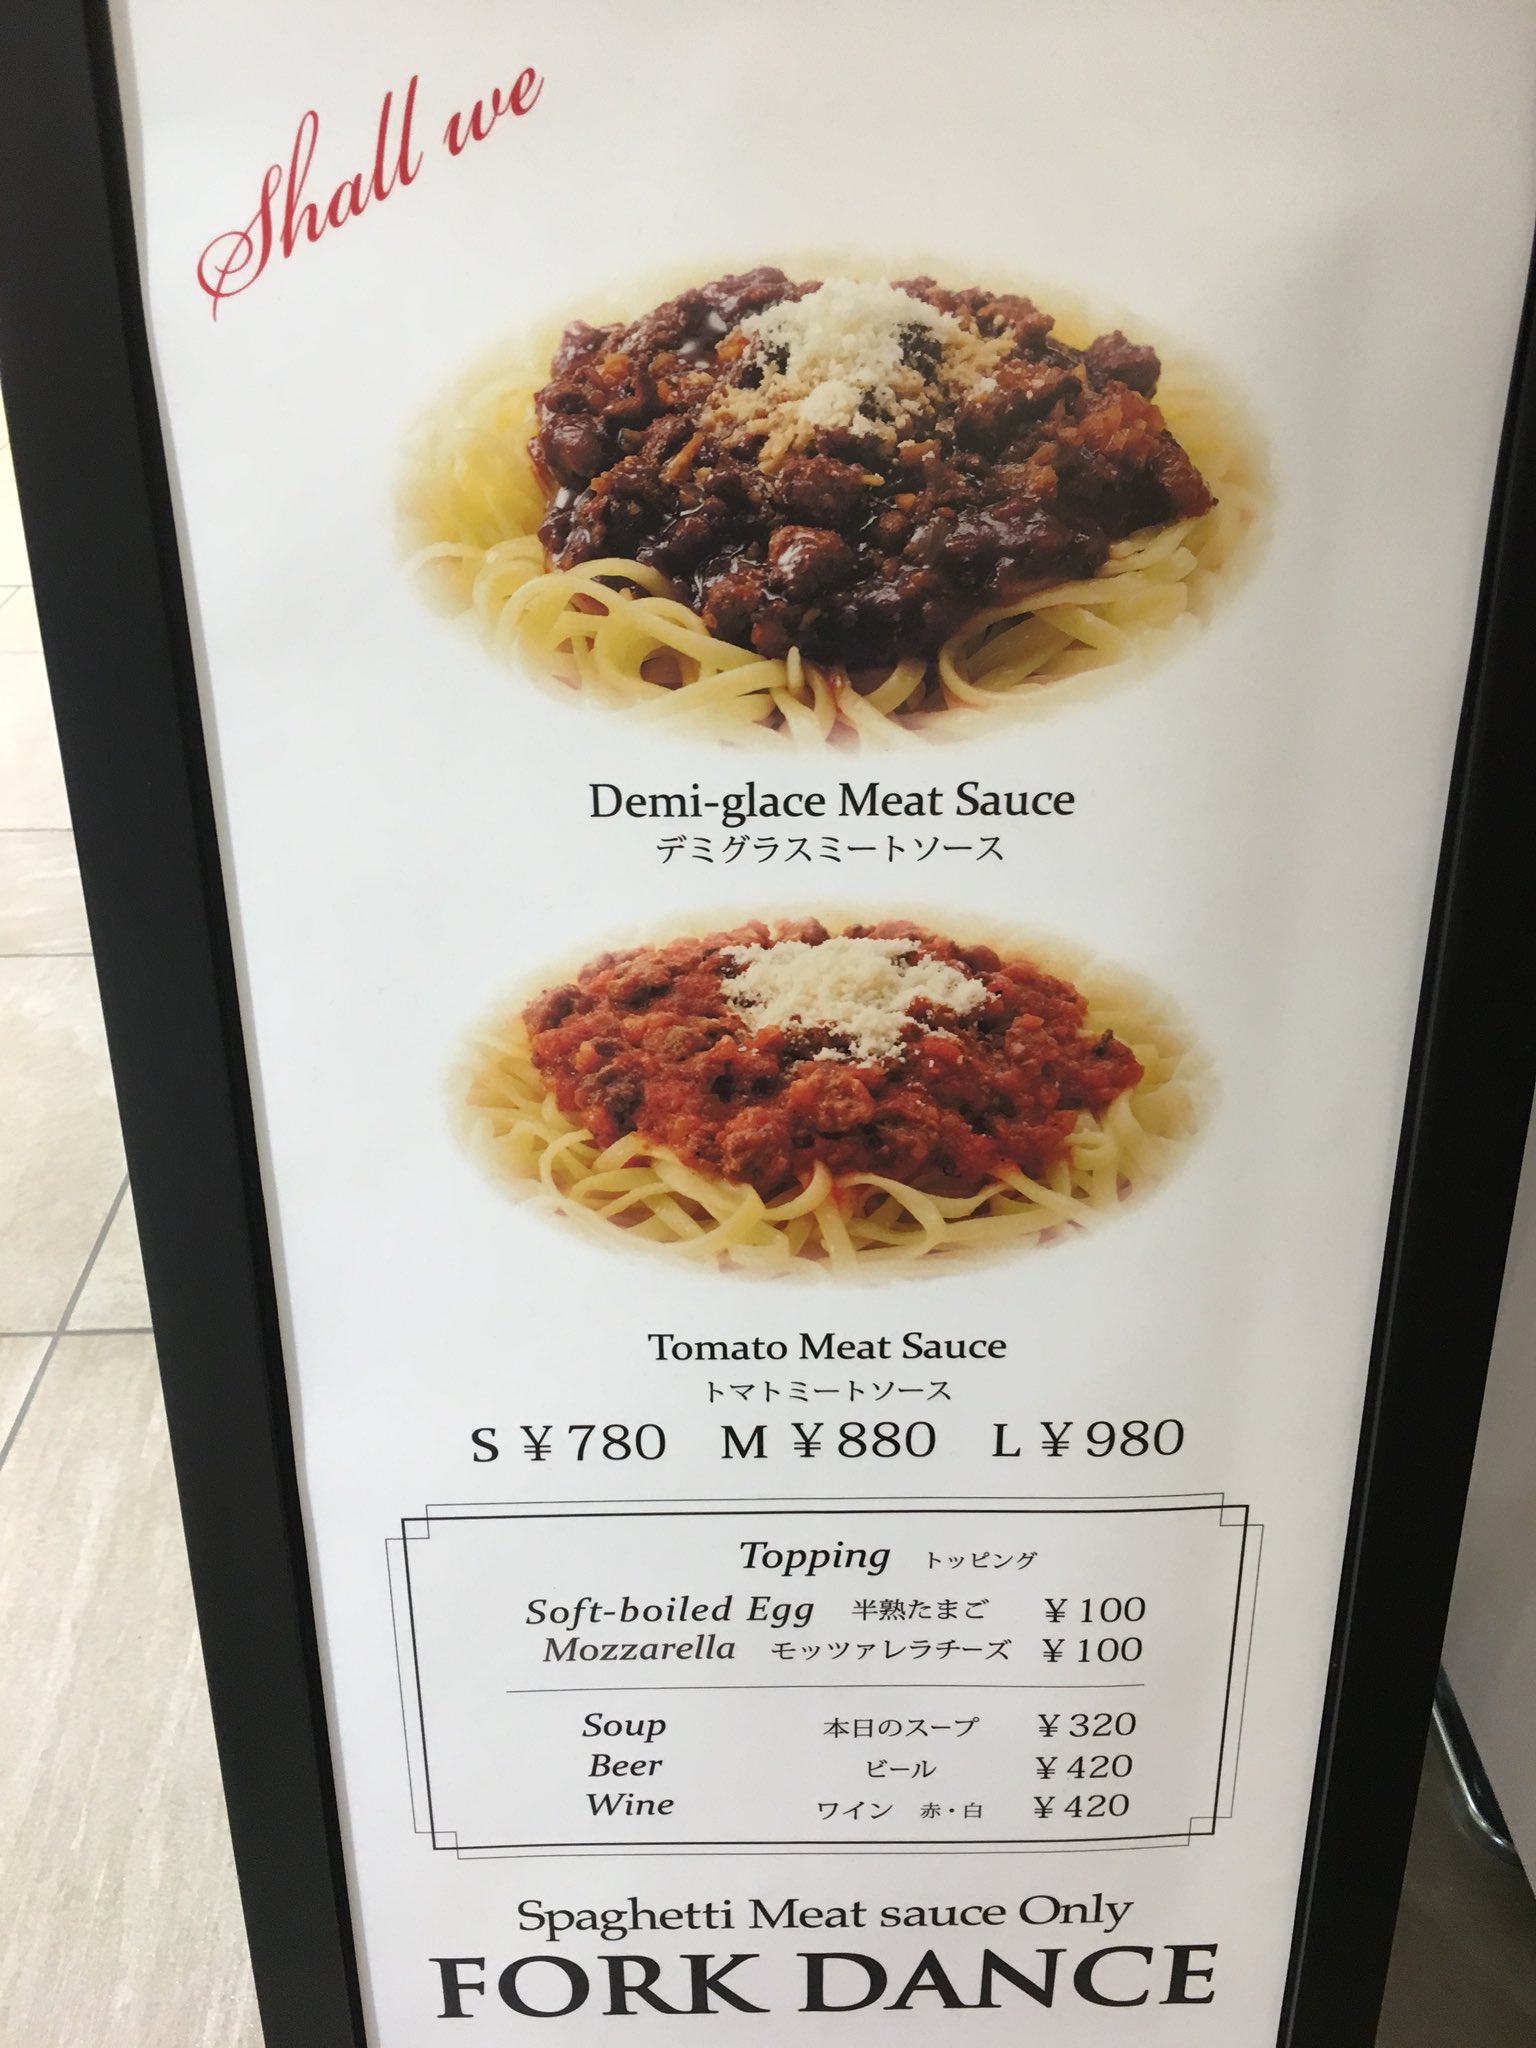 Shall we
Demi-glace Meat Sauce
デミグラスミートソース
Tomato Meat Sauce
トマトミートソース
S ￥780 M ￥880 L ￥980
Topping トッピング
Soft-boiled Egg 半熟たまご ￥100
Mozzarella モッツァレラチーズ ￥100
Soup 本日のスープ ￥320
Beer ビール ￥420
Wine ワイン 赤・白 ￥420
Spaghetti Meat sauce Only
FORK DANCE